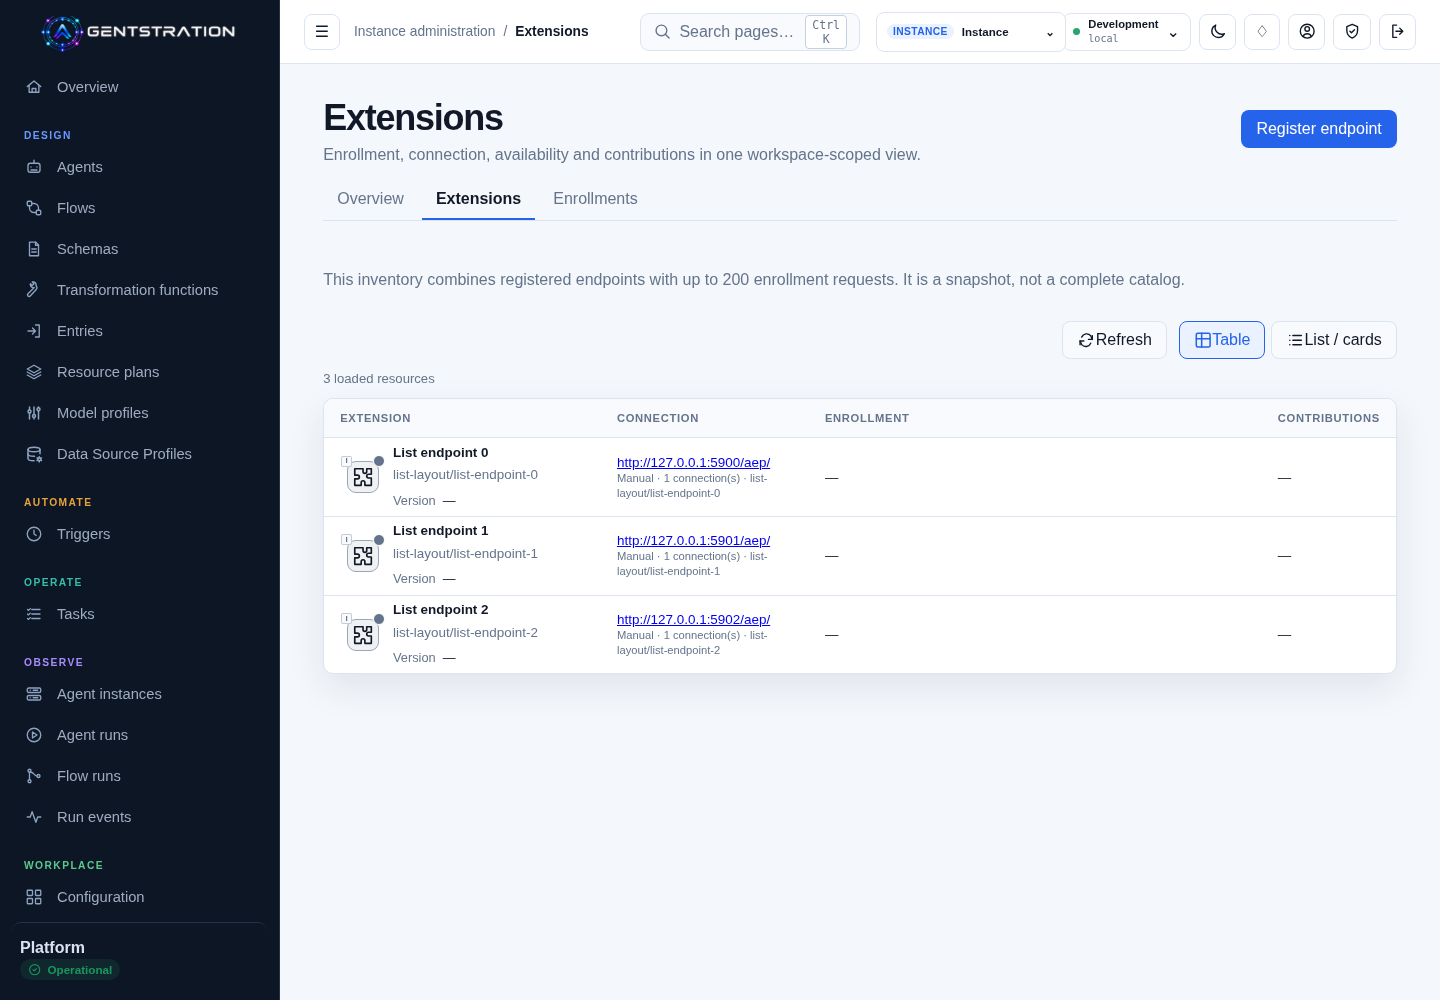 GENTSTRATION
Overview
DESIGN
Agents
Flows
Schemas
Transformation functions
Entries
Resource plans
Model profiles
Data Source Profiles
AUTOMATE
Triggers
OPERATE
Tasks
OBSERVE
Agent instances
Agent runs
Flow runs
Run events
WORKPLACE
Configuration
Platform
Operational
Instance administration / Extensions
Search pages…
Ctrl
K
INSTANCE Instance
Development
local
Extensions
Enrollment, connection, availability and contributions in one workspace-scoped view.
Register endpoint
Overview Extensions Enrollments
This inventory combines registered endpoints with up to 200 enrollment requests. It is a snapshot, not a complete catalog.
Refresh Table List / cards
3 loaded resources
EXTENSION CONNECTION ENROLLMENT CONTRIBUTIONS
I
List endpoint 0
list-layout/list-endpoint-0
Version —
http://127.0.0.1:5900/aep/
Manual · 1 connection(s) · list-
layout/list-endpoint-0
— —
I
List endpoint 1
list-layout/list-endpoint-1
Version —
http://127.0.0.1:5901/aep/
Manual · 1 connection(s) · list-
layout/list-endpoint-1
— —
I
List endpoint 2
list-layout/list-endpoint-2
Version —
http://127.0.0.1:5902/aep/
Manual · 1 connection(s) · list-
layout/list-endpoint-2
— —